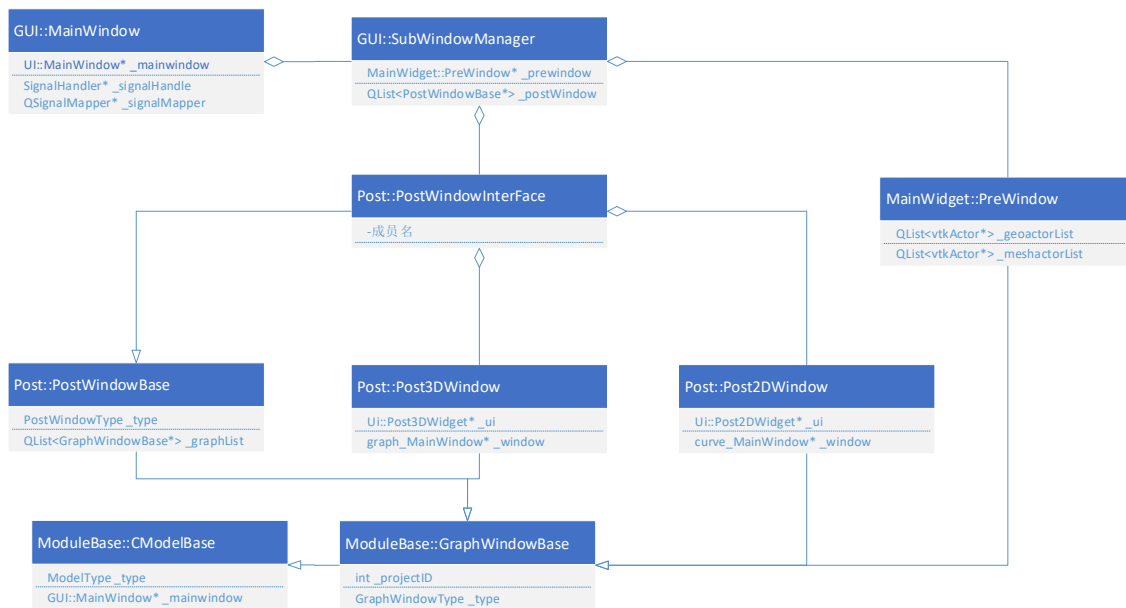 GUI::MainWindow
UI::MainWindow* _mainwindow
SignalHandler* _signalHandle
QSignalMapper* _signalMapper
GUI::SubWindowManager
MainWidget::PreWindow* _prewindow
QList<PostWindowBase*> _postWindow
Post::PostWindowInterFace
-成员名
MainWidget::PreWindow
QList<vtkActor*> _geoactorList
QList<vtkActor*> _meshactorList
Post::PostWindowBase
PostWindowType _type
QList<GraphWindowBase*> _graphList
Post::Post3DWindow
Ui::Post3DWidget* _ui
graph_MainWindow* _window
Post::Post2DWindow
Ui::Post2DWidget* _ui
curve_MainWindow* _window
ModuleBase::CModelBase
ModelType _type
GUI::MainWindow* _mainwindow
ModuleBase::GraphWindowBase
int _projectID
GraphWindowType _type